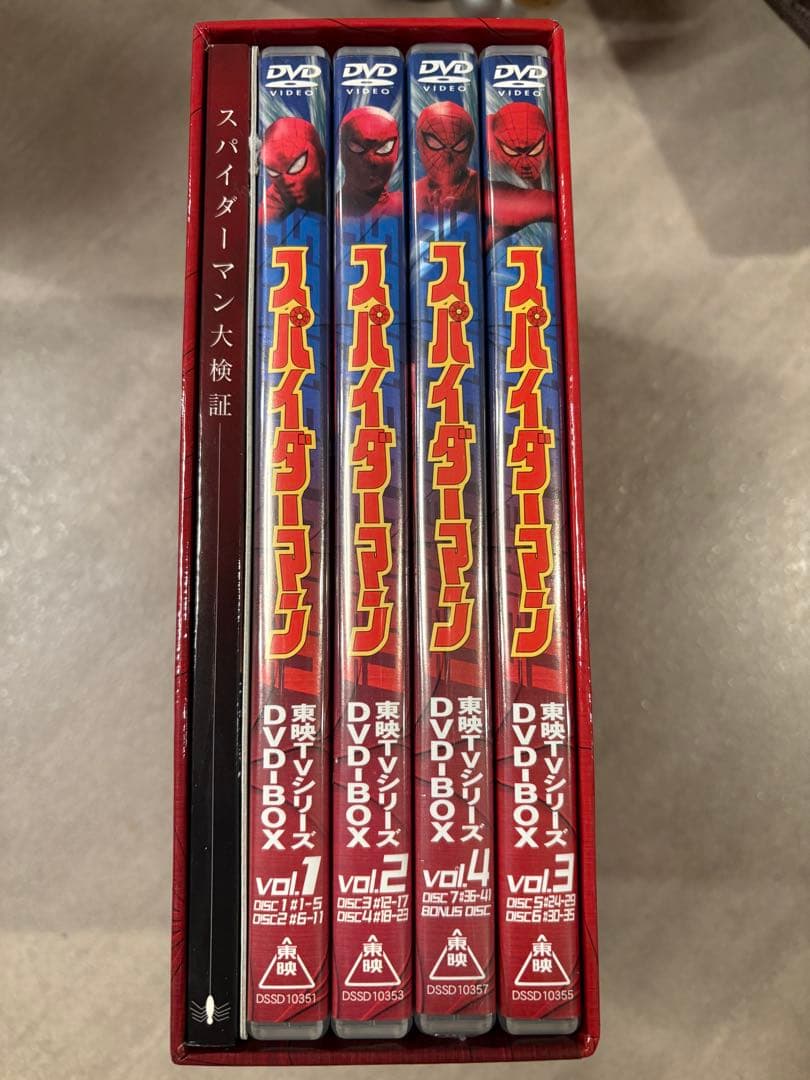 スパイダーマン大検証
DVD
VIDEO
スパイダーマン
東映TVシリーズ
DVD-BOX
vol.1
DISC 1 #1-5
DISC2 #6-11
東映
DSSD10351
DVD
VIDEO
スパイダーマン
東映TVシリーズ
DVD-BOX
vol.2
DISC3 #12-17
DISC4 #18-23
東映
DSSD10353
DVD
VIDEO
スパイダーマン
東映TVシリーズ
DVD-BOX
vol.4
DISC 7 #36-41
BONUS DISC
東映
DSSD10357
DVD
VIDEO
スパイダーマン
東映TVシリーズ
DVD-BOX
vol.3
DISC 5 #24-29
DISC6 #30-35
東映
DSSD10355